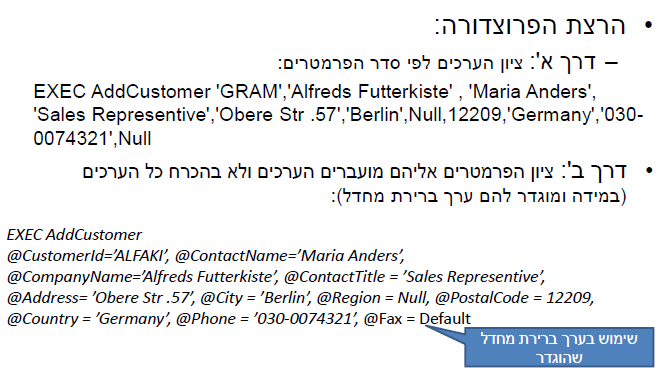 • הרצת הפרוצדורה:
– דרך א': ציון הערכים לפי סדר הפרמטרים:
EXEC AddCustomer 'GRAM','Alfreds Futterkiste' , 'Maria Anders',
'Sales Representive','Obere Str .57','Berlin',Null,12209,'Germany','030-
0074321',Null
• דרך ב': ציון הפרמטרים אליהם מועברים הערכים ולא בהכרח כל הערכים
(במידה ומוגדר להם ערך ברירת מחדל):
EXEC AddCustomer
@CustomerId=’ALFAKI’, @ContactName=’Maria Anders’,
@CompanyName=’Alfreds Futterkiste’, @ContactTitle = ’Sales Representive’,
@Address= ’Obere Str .57’, @City = ’Berlin’, @Region = Null, @PostalCode = 12209,
@Country = ’Germany’, @Phone = ’030-0074321’, @Fax = Default
שימוש בערך ברירת מחדל
שהוגדר